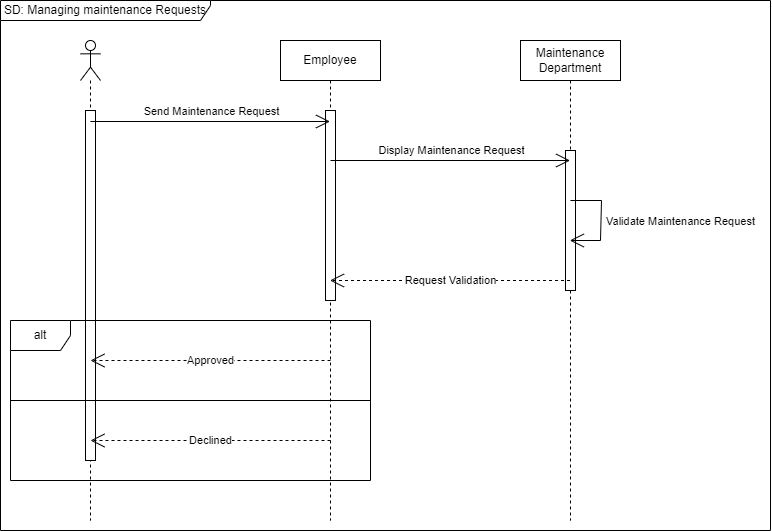 SD: Managing maintenance Requests
Employee
Maintenance
Department
Send Maintenance Request
Display Maintenance Request
Validate Maintenance Request
Request Validation
alt
Approved
Declined